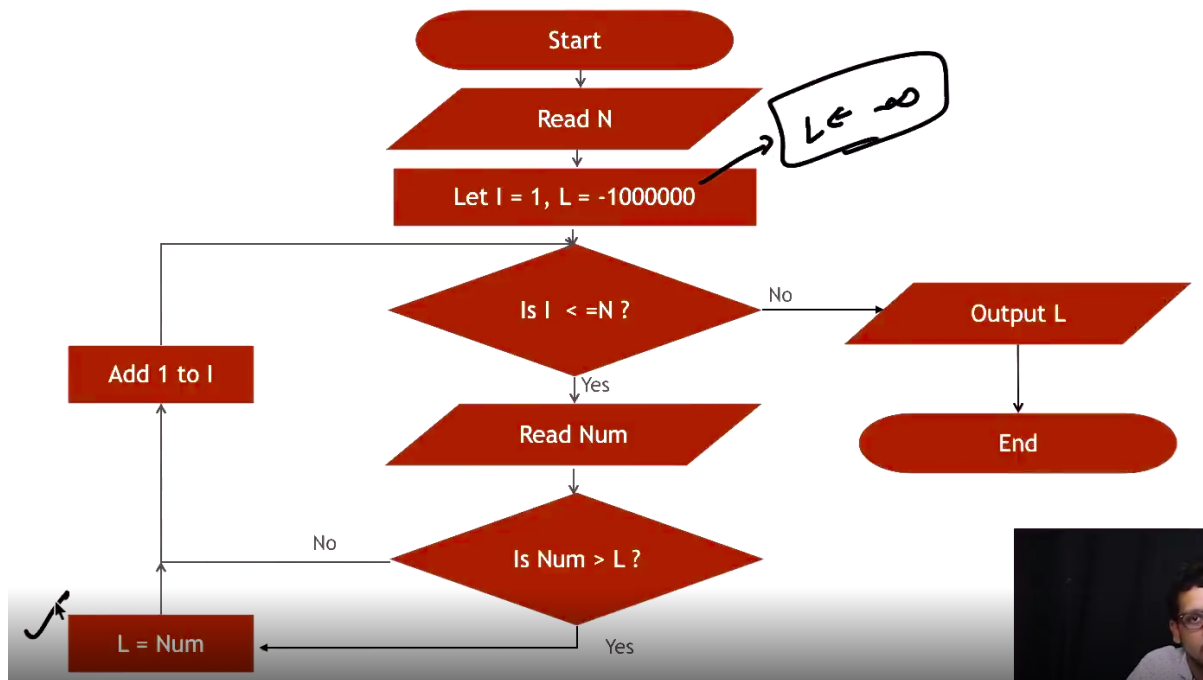 Start
Read N
L ← -∞
Let I = 1, L = -1000000
Is I < =N ?
No
Output L
Add 1 to I
Yes
Read Num
End
No
Is Num > L ?
L = Num
Yes